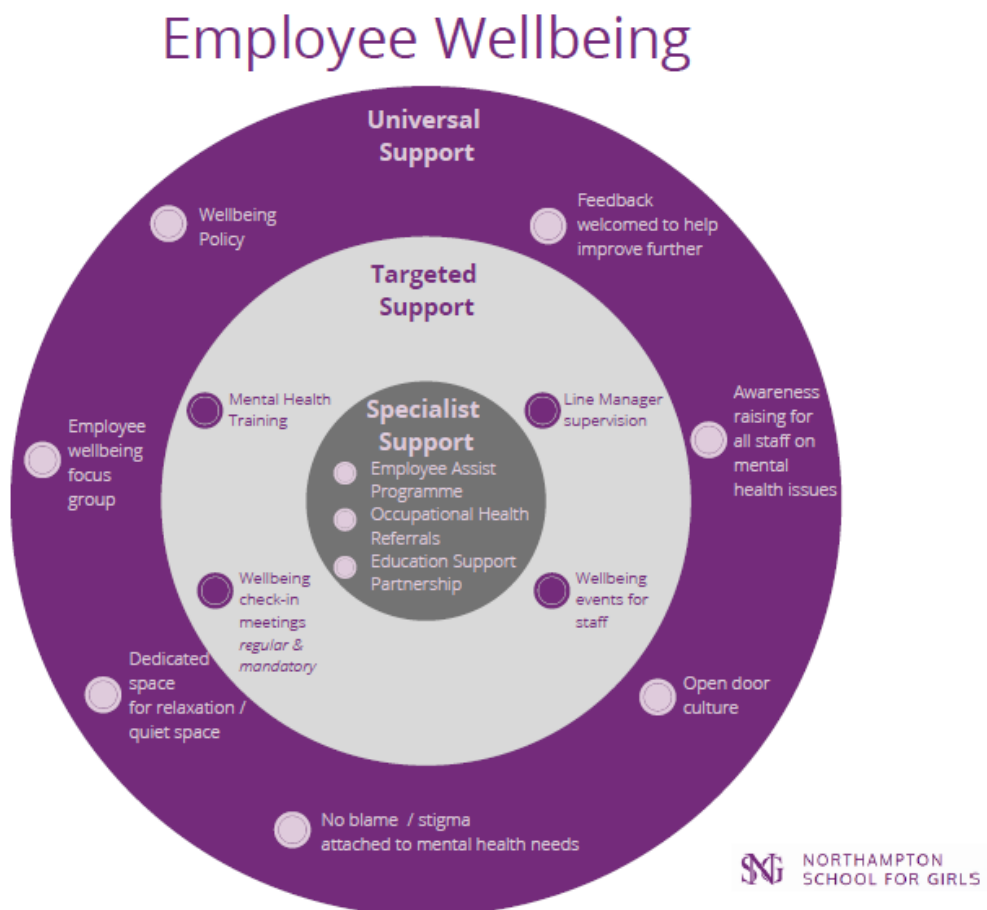 Employee Wellbeing
Universal
Support
Wellbeing
Policy
Feedback
welcomed to help
improve further
Targeted
Support
Employee
wellbeing
focus
group
Mental Health
Training
Line Manager
supervision
Awareness
raising for
all staff on
mental
health issues
Specialist
Support
Employee Assist
Programme
Occupational Health
Referrals
Education Support
Partnership
Wellbeing
check-in
meetings
regular &
mandatory
Wellbeing
events for
staff
Dedicated
space
for relaxation /
quiet space
Open door
culture
No blame / stigma
attached to mental health needs
SNG NORTHAMPTON
SCHOOL FOR GIRLS